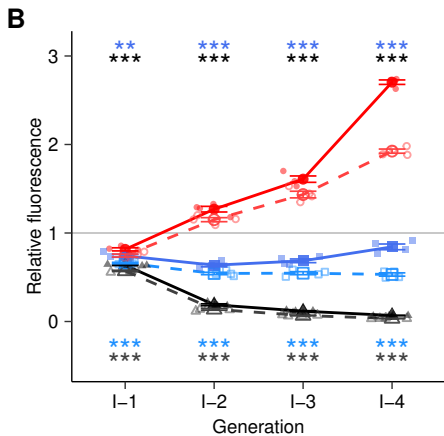 B
** *** *** ***
*** *** *** ***
3
2
1
0
Relative fluorescence
*** *** *** ***
*** *** *** ***
I-1 I-2 I-3 I-4
Generation